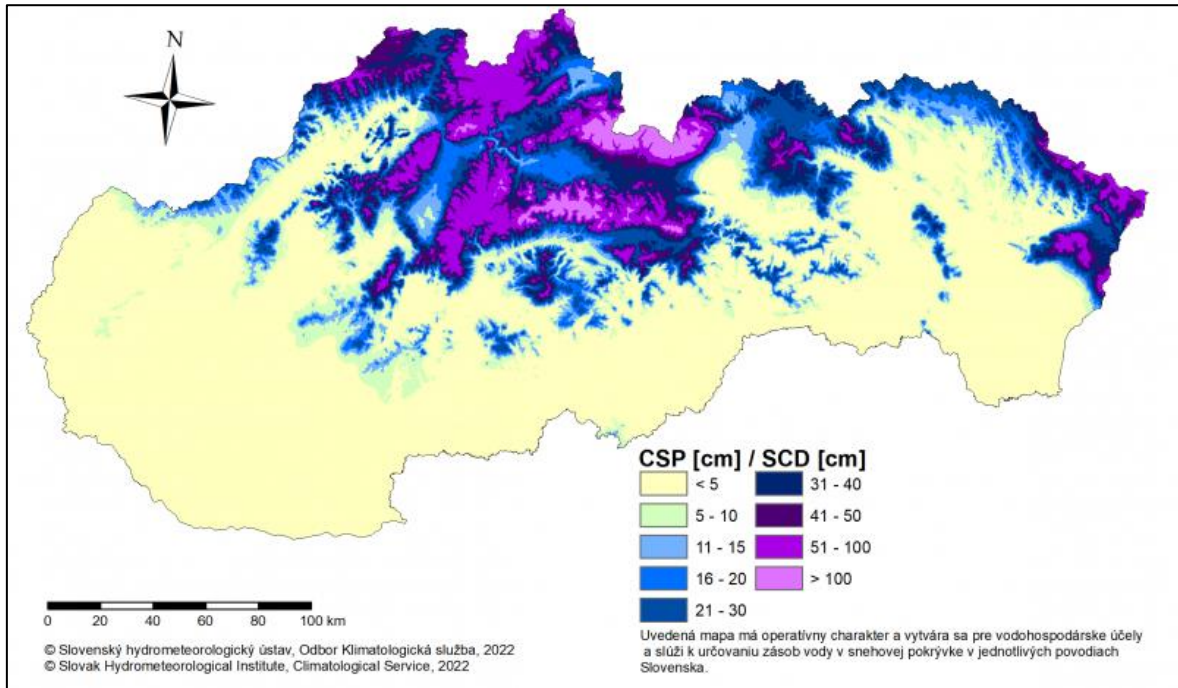 N
CSP [cm] / SCD [cm]
< 5
31 - 40
5 - 10
41 - 50
11 - 15
51 - 100
16 - 20
> 100
21 - 30
0 20 40 60 80 100 km
© Slovenský hydrometeorologický ústav, Odbor Klimatologická služba, 2022
© Slovak Hydrometeorological Institute, Climatological Service, 2022
Uvedená mapa má operatívny charakter a vytvára sa pre vodohospodárske účely
a slúži k určovaniu zásob vody v snehovej pokrývke v jednotlivých povodiach
Slovenska.